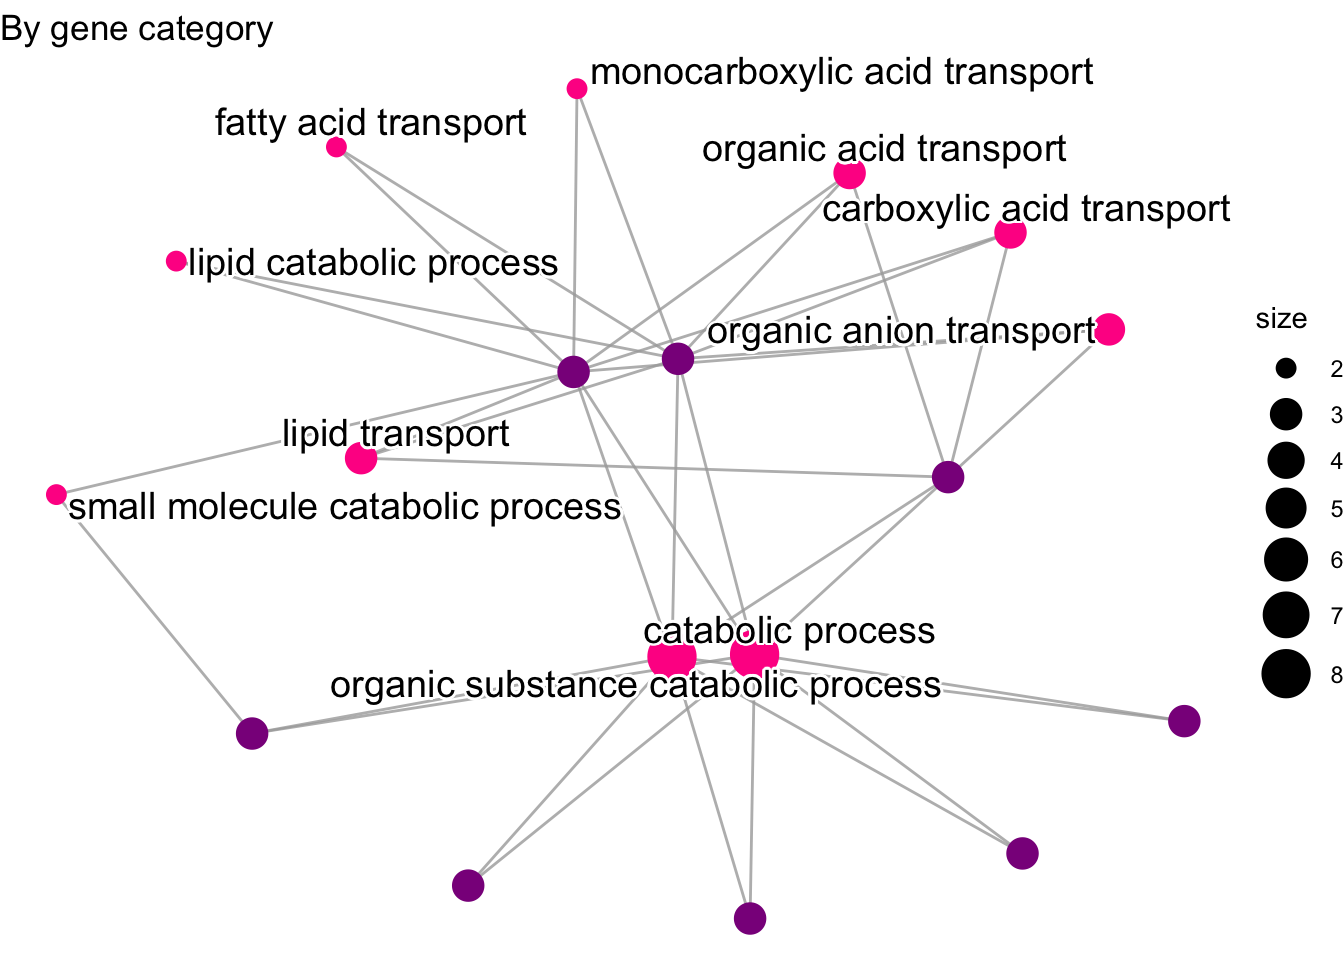 By gene category
monocarboxylic acid transport
fatty acid transport
organic acid transport
carboxylic acid transport
lipid catabolic process
organic anion transport
lipid transport
small molecule catabolic process
catabolic process
organic substance catabolic process
size
2
3
4
5
6
7
8